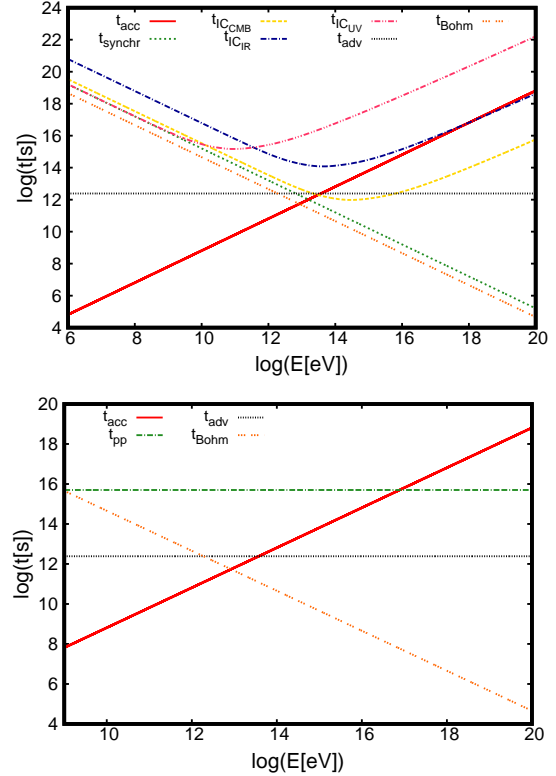 t_acc t_IC_CMB t_IC_UV t_Bohm
t_synchr t_IC_IR t_adv
24
22
20
18
16
14
12
10
8
6
4
log(t[s])
6 8 10 12 14 16 18 20
log(E[eV])
t_acc t_adv
t_pp t_Bohm
20
18
16
14
12
10
8
6
4
log(t[s])
10 12 14 16 18 20
log(E[eV])